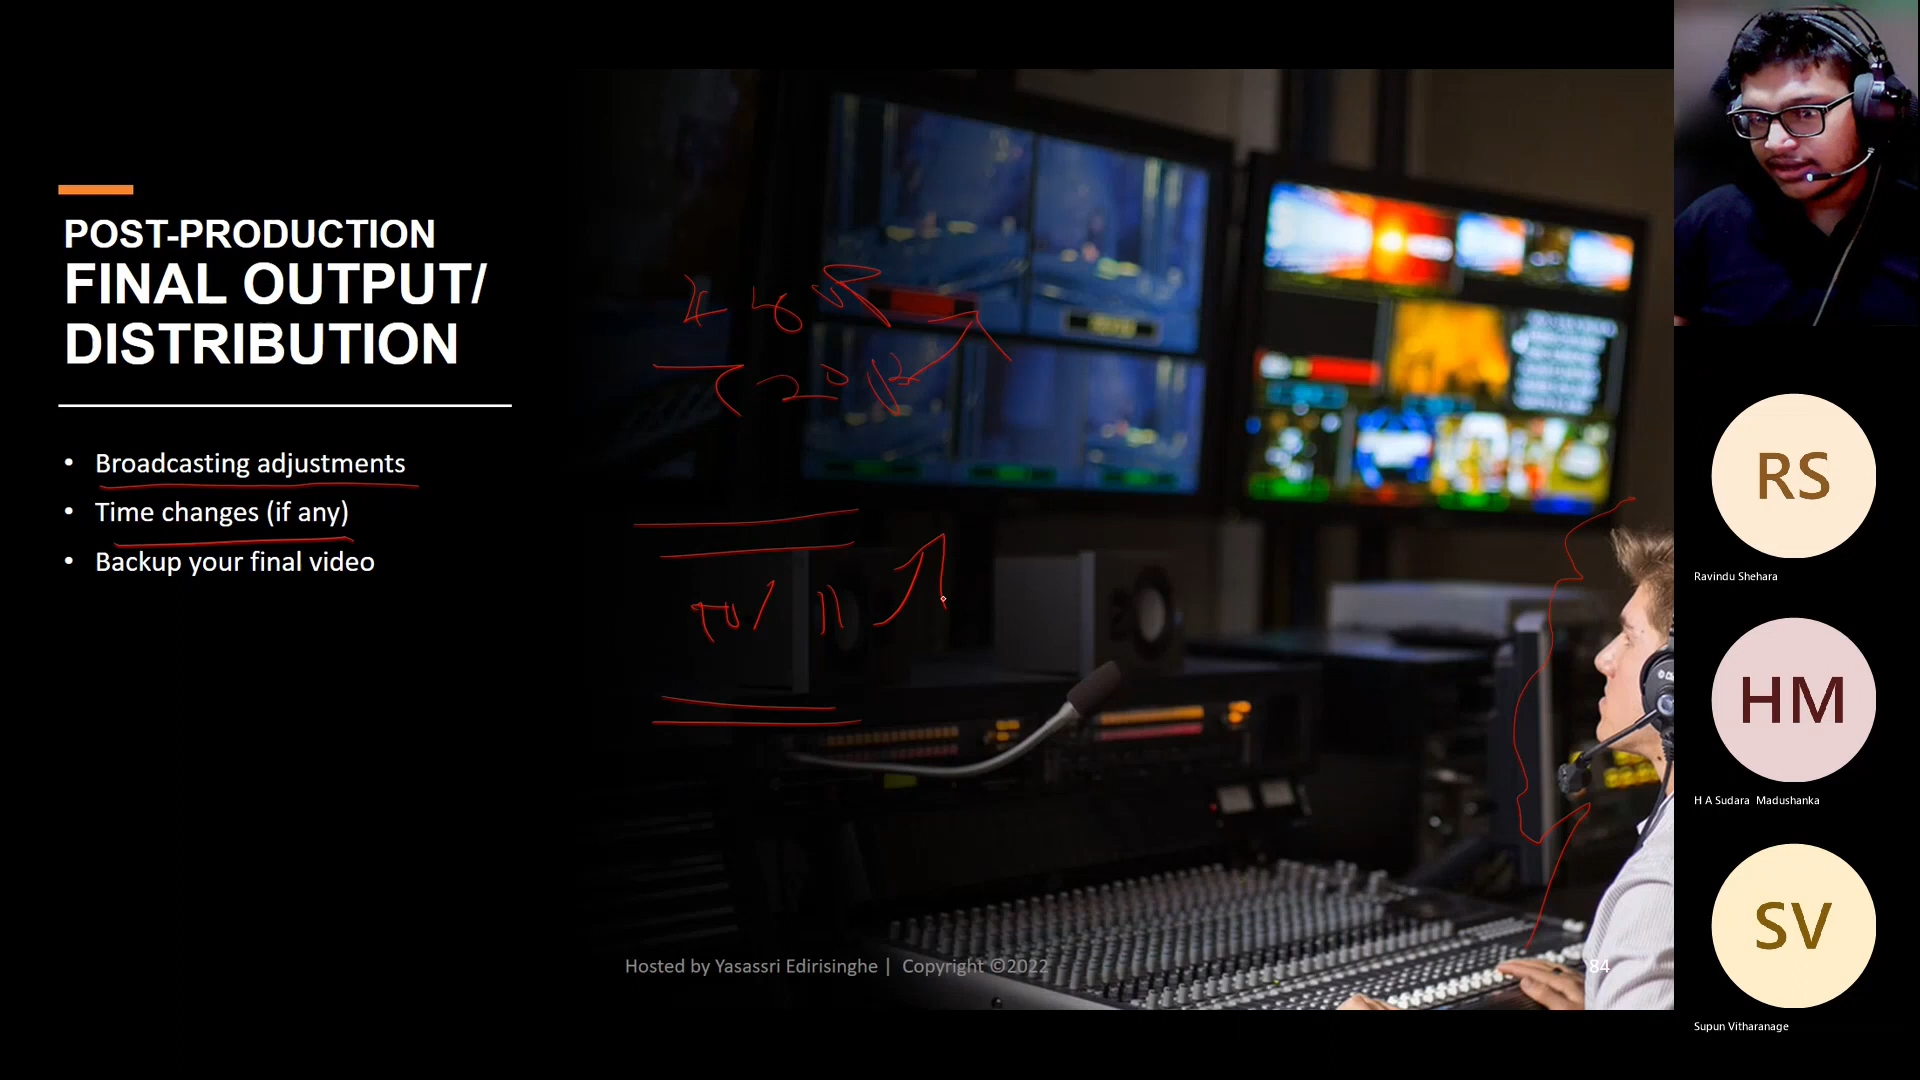 POST-PRODUCTION
FINAL OUTPUT/
DISTRIBUTION
• Broadcasting adjustments
• Time changes (if any)
• Backup your final video
Hosted by Yasassri Edirisinghe | Copyright ©2022
84
RS
Ravindu Shehara
HM
H A Sudara Madushanka
SV
Supun Vitharanage